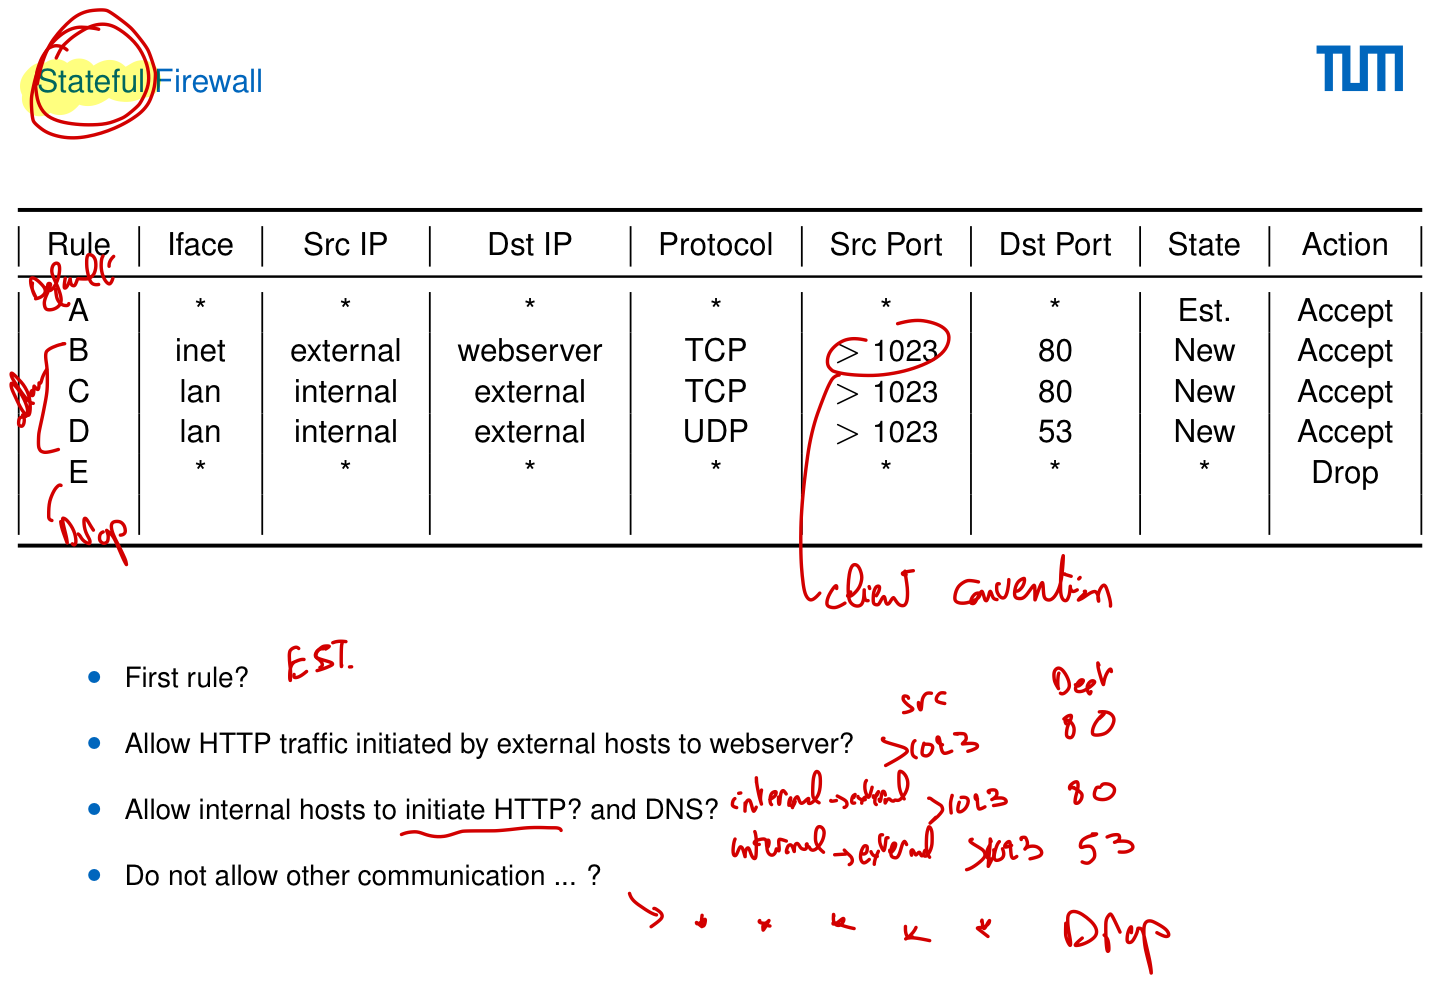 Stateful Firewall
TUM
Rule Iface Src IP Dst IP Protocol Src Port Dst Port State Action
Default
A * * * * * * Est. Accept
B inet external webserver TCP > 1023 80 New Accept
C lan internal external TCP > 1023 80 New Accept
D lan internal external UDP > 1023 53 New Accept
E * * * * * * * Drop
Drop
client convention
• First rule? EST.
src Dest
• Allow HTTP traffic initiated by external hosts to webserver? >1023 80
• Allow internal hosts to initiate HTTP? and DNS? internal → external >1023 80
internal → external >1023 53
• Do not allow other communication ... ?
* * * * * Drop